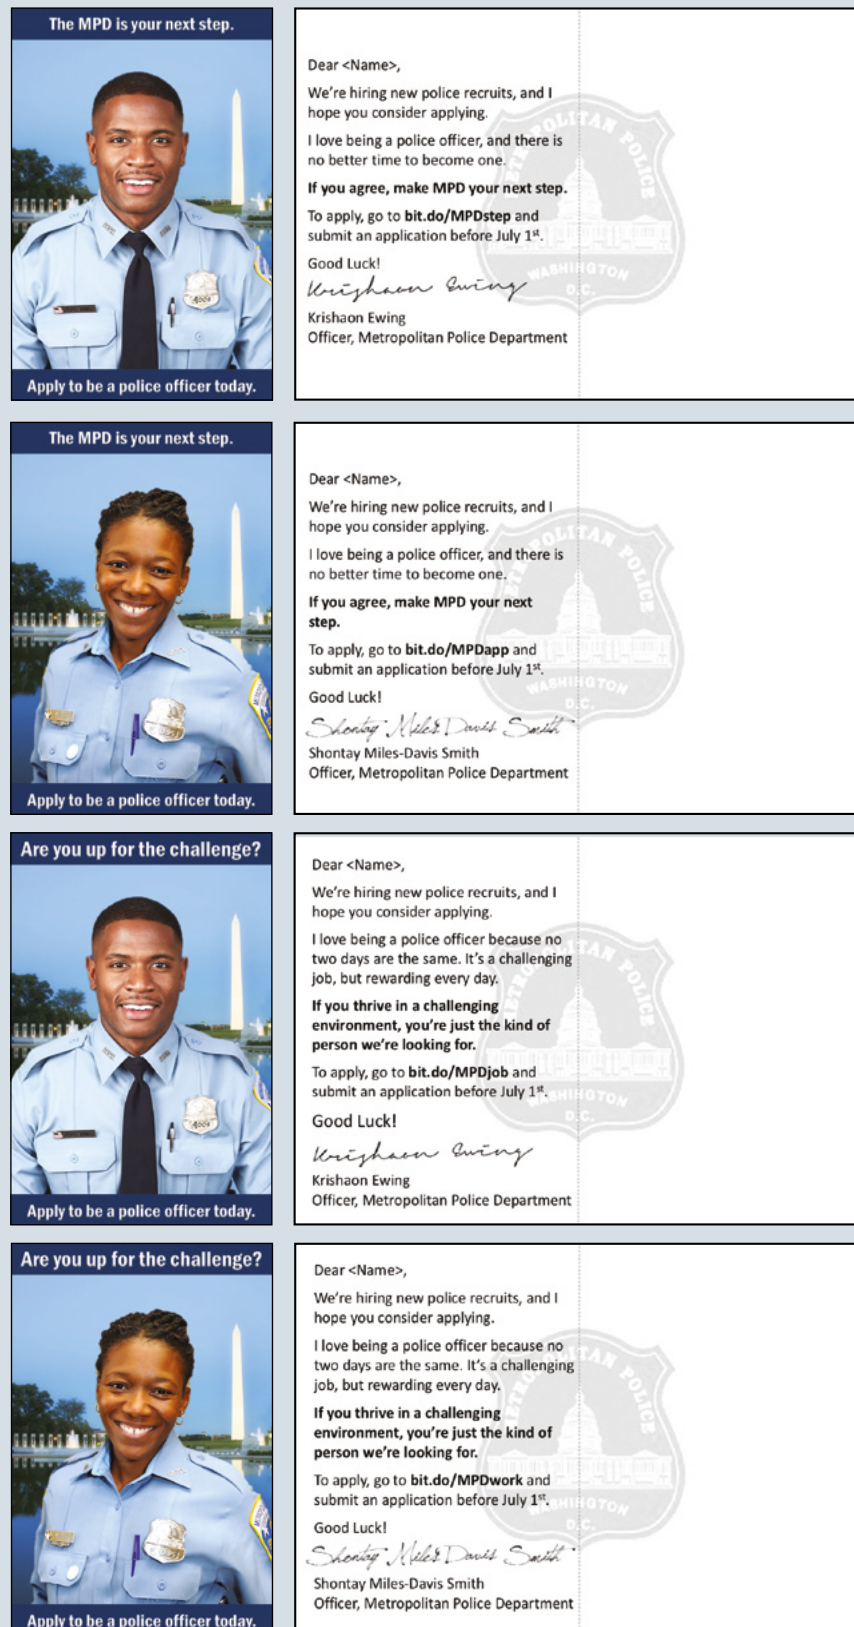 The MPD is your next step.
Apply to be a police officer today.
Dear <Name>,
We're hiring new police recruits, and I
hope you consider applying.
I love being a police officer, and there is
no better time to become one.
If you agree, make MPD your next step.
To apply, go to bit.do/MPDstep and
submit an application before July 1st.
Good Luck!
Krishaon Ewing
Krishaon Ewing
Officer, Metropolitan Police Department
METROPOLITAN POLICE
WASHINGTON
D.C.
The MPD is your next step.
Apply to be a police officer today.
Dear <Name>,
We're hiring new police recruits, and I
hope you consider applying.
I love being a police officer, and there is
no better time to become one.
If you agree, make MPD your next
step.
To apply, go to bit.do/MPDapp and
submit an application before July 1st.
Good Luck!
Shontay Miles Davis Smith
Shontay Miles-Davis Smith
Officer, Metropolitan Police Department
METROPOLITAN POLICE
WASHINGTON
D.C.
Are you up for the challenge?
Apply to be a police officer today.
Dear <Name>,
We're hiring new police recruits, and I
hope you consider applying.
I love being a police officer because no
two days are the same. It's a challenging
job, but rewarding every day.
If you thrive in a challenging
environment, you're just the kind of
person we're looking for.
To apply, go to bit.do/MPDjob and
submit an application before July 1st.
Good Luck!
Krishaon Ewing
Krishaon Ewing
Officer, Metropolitan Police Department
METROPOLITAN POLICE
WASHINGTON
D.C.
Are you up for the challenge?
Apply to be a police officer today.
Dear <Name>,
We're hiring new police recruits, and I
hope you consider applying.
I love being a police officer because no
two days are the same. It's a challenging
job, but rewarding every day.
If you thrive in a challenging
environment, you're just the kind of
person we're looking for.
To apply, go to bit.do/MPDwork and
submit an application before July 1st.
Good Luck!
Shontay Miles Davis Smith
Shontay Miles-Davis Smith
Officer, Metropolitan Police Department
METROPOLITAN POLICE
WASHINGTON
D.C.